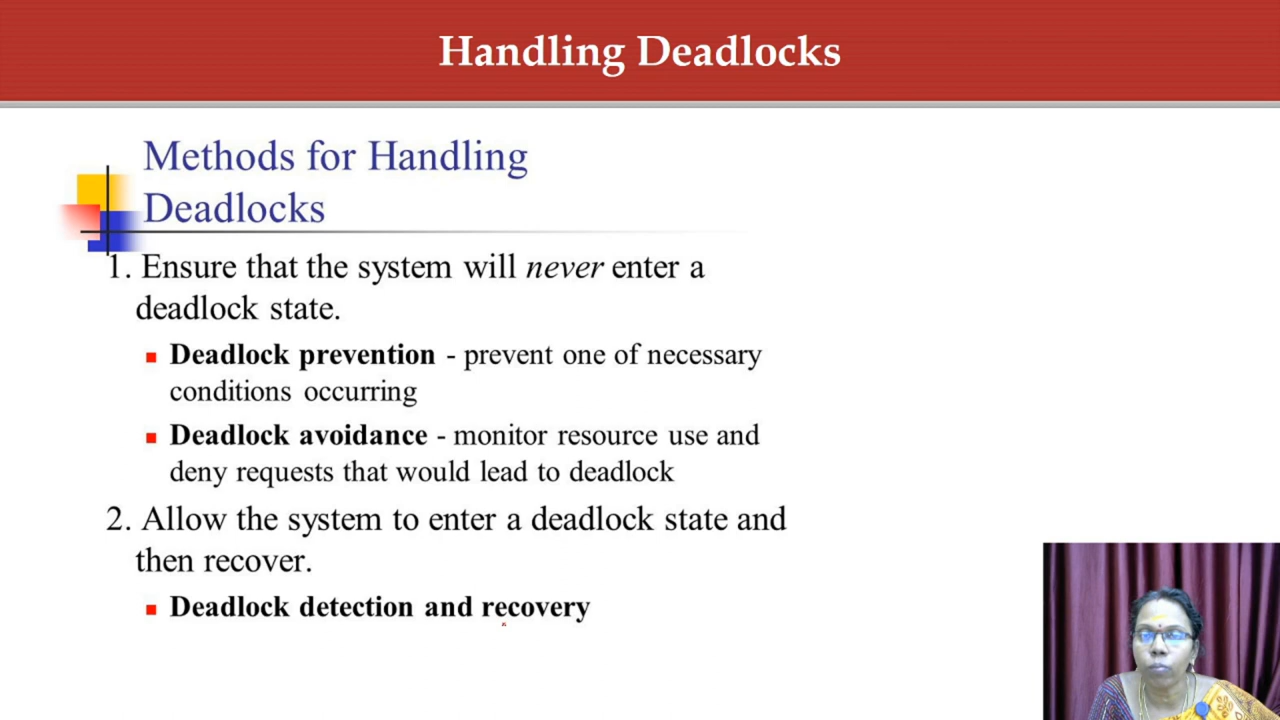 Handling Deadlocks
Methods for Handling
Deadlocks
1. Ensure that the system will never enter a
deadlock state.
Deadlock prevention - prevent one of necessary
conditions occurring
Deadlock avoidance - monitor resource use and
deny requests that would lead to deadlock
2. Allow the system to enter a deadlock state and
then recover.
Deadlock detection and recovery